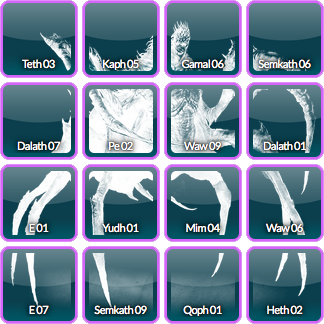 Teth 03 Kaph 05 Gamal 06 Semkath 06
Dalath 07 Pe 02 Waw 09 Dalath 01
E 01 Yudh 01 Mim 04 Waw 06
E 07 Semkath 09 Qoph 01 Heth 02